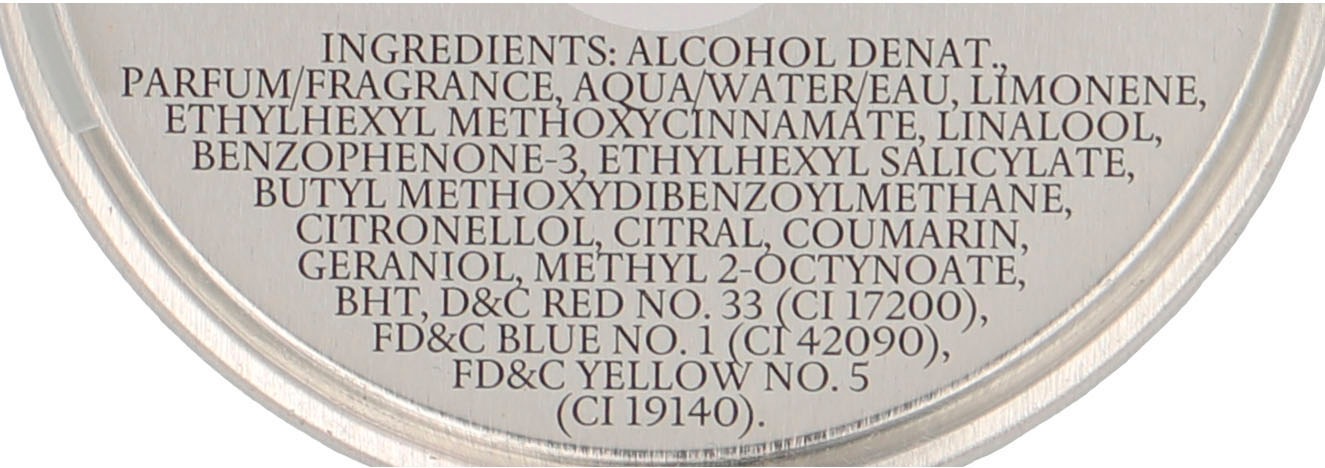 INGREDIENTS: ALCOHOL DENAT.,
PARFUM/FRAGRANCE, AQUA/WATER/EAU, LIMONENE,
ETHYLHEXYL METHOXYCINNAMATE, LINALOOL,
BENZOPHENONE-3, ETHYLHEXYL SALICYLATE,
BUTYL METHOXYDIBENZOYLMETHANE,
CITRONELLOL, CITRAL, COUMARIN,
GERANIOL, METHYL 2-OCTYNOATE,
BHT, D&C RED NO. 33 (CI 17200),
FD&C BLUE NO. 1 (CI 42090),
FD&C YELLOW NO. 5
(CI 19140).